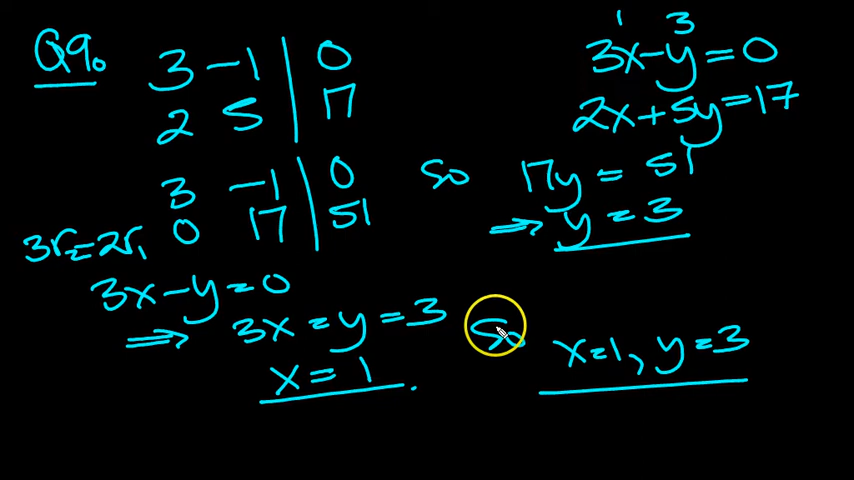 Q9.
3 -1 | 0
2 5 | 17
1 3
3x-y=0
2x+5y=17
3 -1 | 0
3r₂=2r₁ 0 17 | 51
so 17y = 51
⇒ y = 3
3x-y=0
⇒ 3x=y=3
x=1.
So x=1, y=3